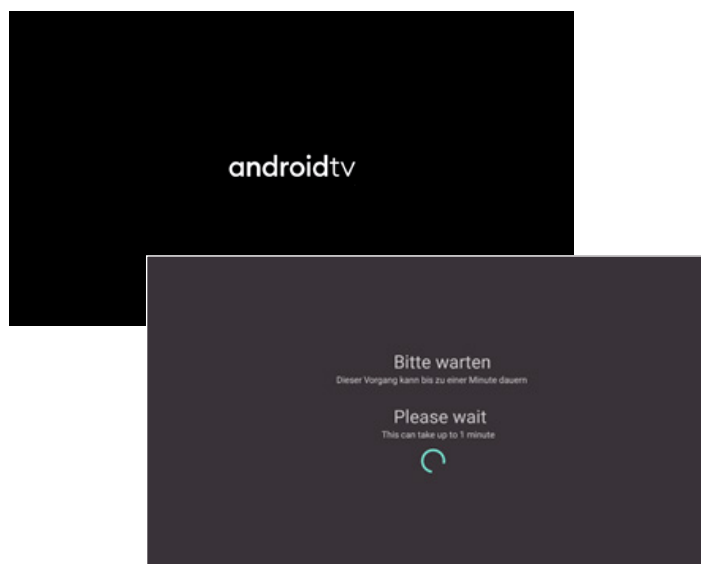 androidtv
Bitte warten
Dieser Vorgang kann bis zu einer Minute dauern
Please wait
This can take up to 1 minute